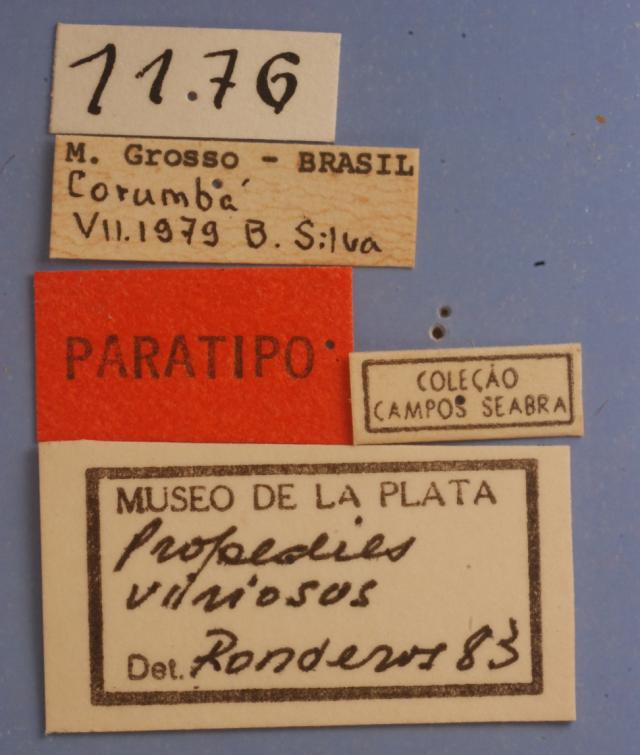 11.76
M. Grosso - BRASIL
Corumbá
VII.1979 B. Silva
PARATIPO
COLEÇÃO
CAMPOS SEABRA
MUSEO DE LA PLATA
Propedies
viriosus
Det. Ronderos 83